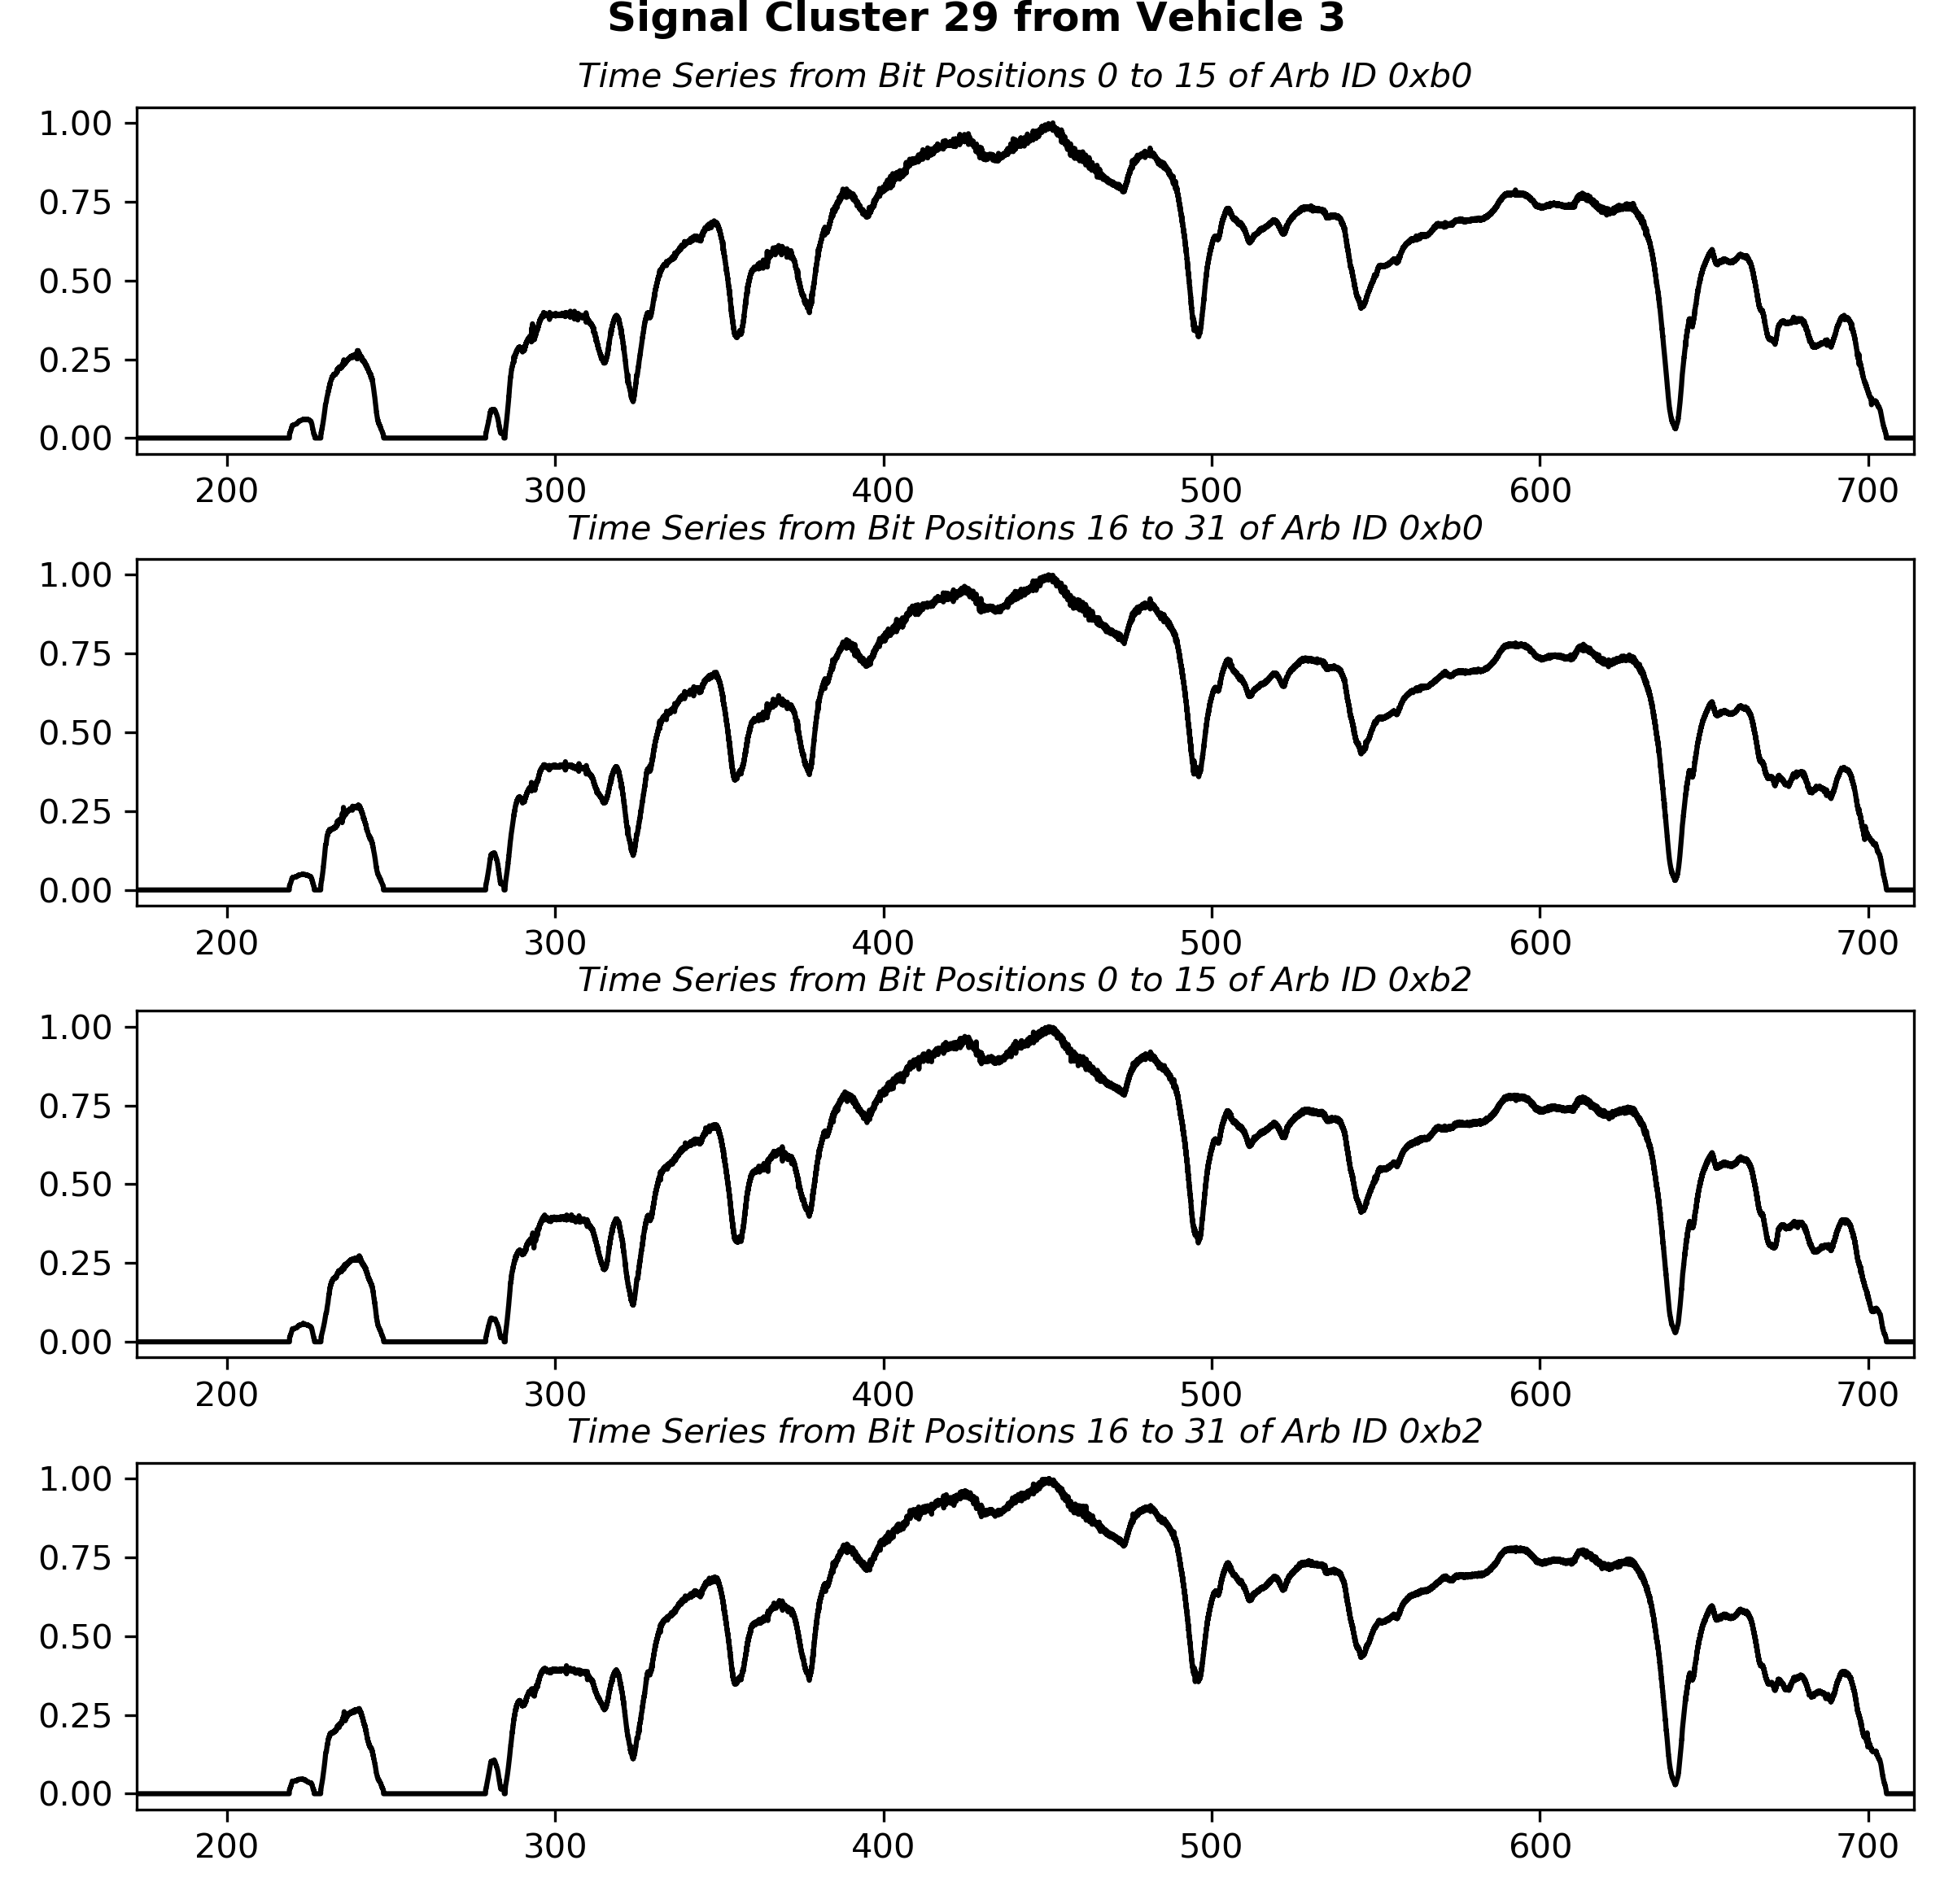 Signal Cluster 29 from Vehicle 3
Time Series from Bit Positions 0 to 15 of Arb ID 0xb0
1.00
0.75
0.50
0.25
0.00
200 300 400 500 600 700
Time Series from Bit Positions 16 to 31 of Arb ID 0xb0
1.00
0.75
0.50
0.25
0.00
200 300 400 500 600 700
Time Series from Bit Positions 0 to 15 of Arb ID 0xb2
1.00
0.75
0.50
0.25
0.00
200 300 400 500 600 700
Time Series from Bit Positions 16 to 31 of Arb ID 0xb2
1.00
0.75
0.50
0.25
0.00
200 300 400 500 600 700